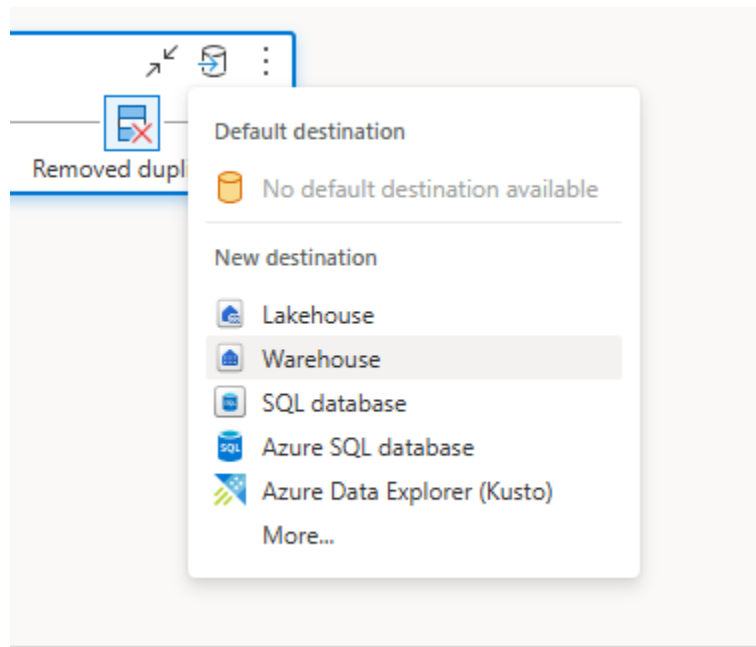 Default destination
Removed dupl
No default destination available
New destination
Lakehouse
Warehouse
SQL database
SQL Azure SQL database
Azure Data Explorer (Kusto)
More...